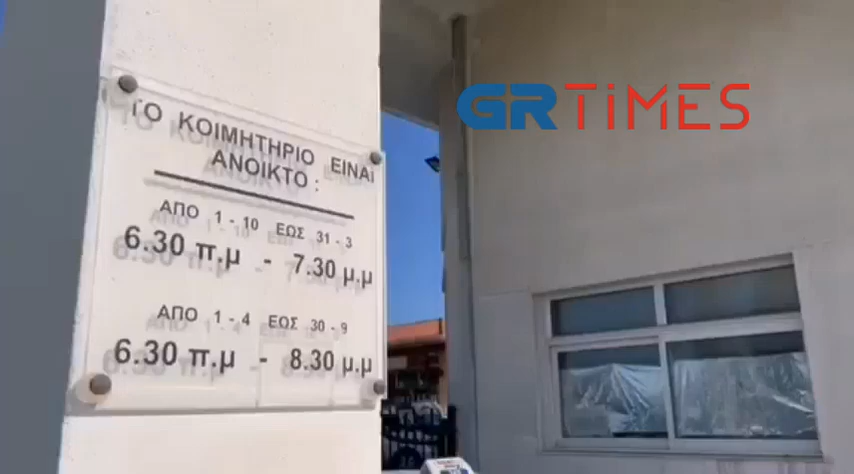 ΤΟ ΚΟΙΜΗΤΗΡΙΟ ΕΙΝΑΙ
ΑΝΟΙΚΤΟ :
ΑΠΟ 1 - 10 ΕΩΣ 31 - 3
6.30 π.μ - 7.30 μ.μ
ΑΠΟ 1 - 4 ΕΩΣ 30 - 9
6.30 π.μ - 8.30 μ.μ
GRTiMES